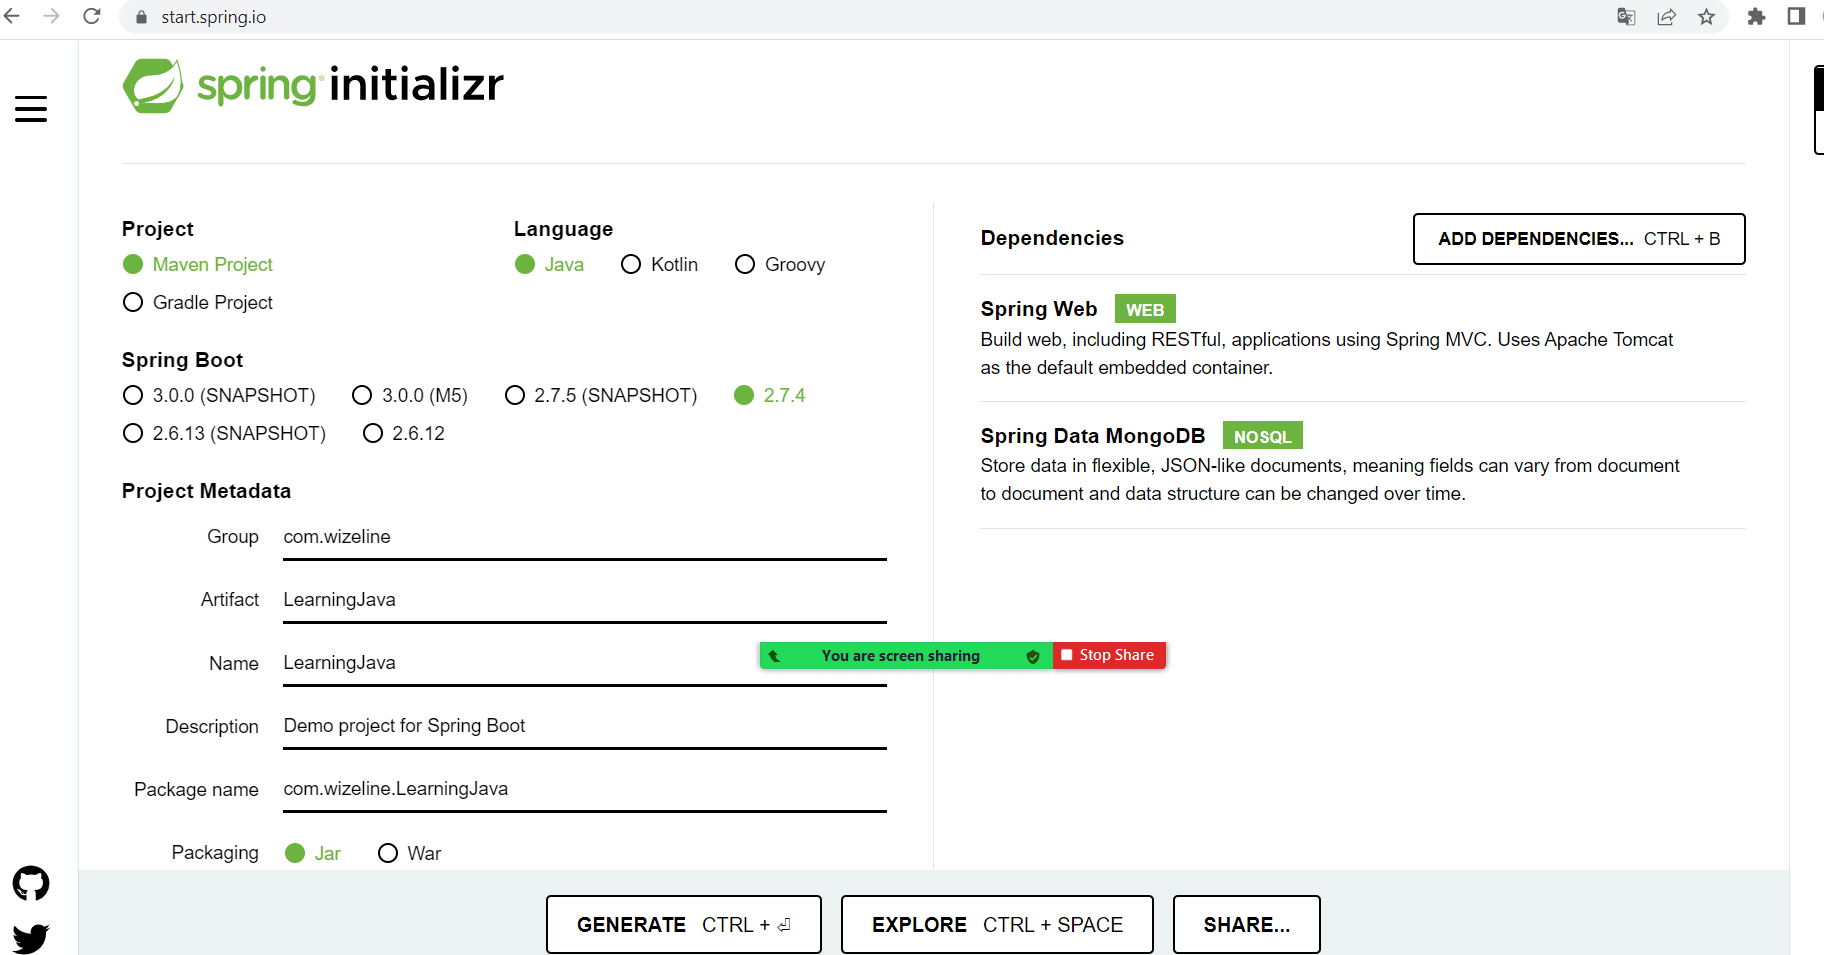 start.spring.io
spring initializr
Project
Maven Project
Gradle Project
Language
Java Kotlin Groovy
Spring Boot
3.0.0 (SNAPSHOT) 3.0.0 (M5) 2.7.5 (SNAPSHOT) 2.7.4
2.6.13 (SNAPSHOT) 2.6.12
Project Metadata
Group com.wizeline
Artifact LearningJava
Name LearningJava
Description Demo project for Spring Boot
Package name com.wizeline.LearningJava
Packaging Jar War
Dependencies
ADD DEPENDENCIES... CTRL + B
Spring Web WEB
Build web, including RESTful, applications using Spring MVC. Uses Apache Tomcat
as the default embedded container.
Spring Data MongoDB NOSQL
Store data in flexible, JSON-like documents, meaning fields can vary from document
to document and data structure can be changed over time.
You are screen sharing Stop Share
GENERATE CTRL + ⏎ EXPLORE CTRL + SPACE SHARE...